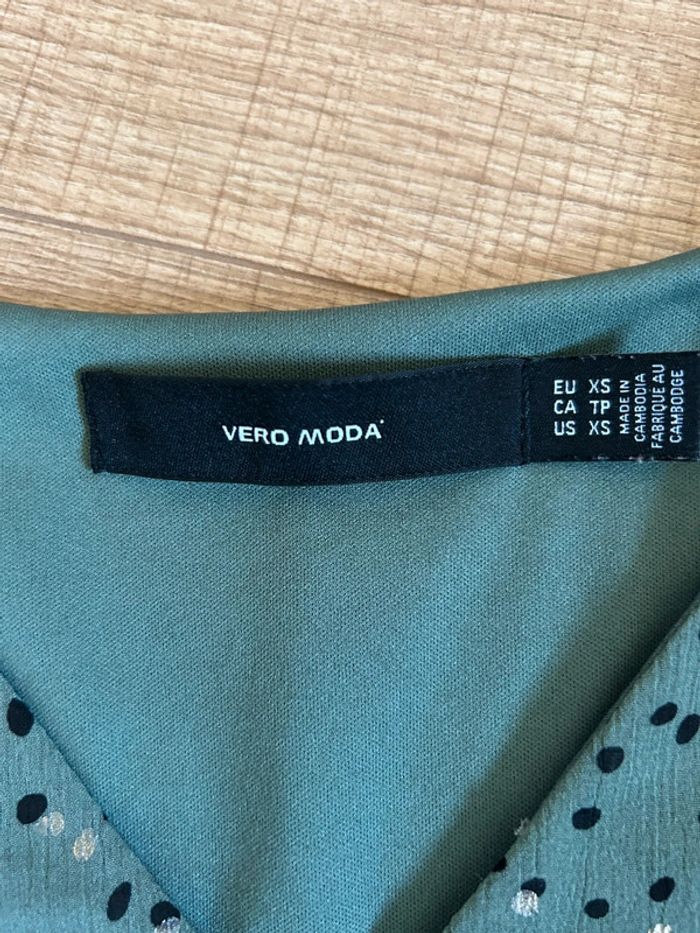 VERO MODA
EU XS
CA TP
US XS
MADE IN
CAMBODIA
FABRIQUE AU
CAMBODGE